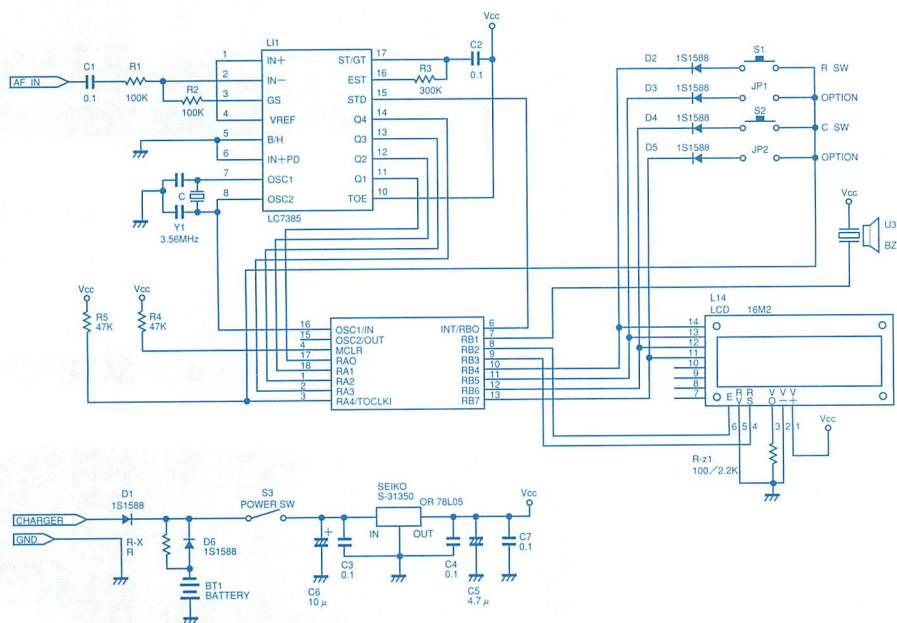 Vcc
LI1
C2
0.1
C1
0.1
R1
100K
R2
100K
R3
300K
AF IN
1 IN+
2 IN−
3 GS
4 VREF
5 B/H
6 IN+PD
7 OSC1
8 OSC2
ST/GT 17
EST 16
STD 15
Q4 14
Q3 13
Q2 12
Q1 11
TOE 10
LC7385
C
Y1
3.56MHz
D2 1S1588 S1
R SW
D3 1S1588 JP1
OPTION
D4 1S1588 S2
C SW
D5 1S1588 JP2
OPTION
Vcc
U3
BZ
Vcc
R5
47K
Vcc
R4
47K
16 OSC1/IN
15 OSC2/OUT
4 MCLR
17 RAO
18 RA1
1 RA2
2 RA3
3 RA4/TOCLKI
INT/RBO 6
RB1 7
RB2 8
RB3 9
RB4 10
RB5 11
RB6 12
RB7 13
L14
LCD 16M2
14
13
12
11
10
9
8
7
E RV RS VO V− V+
6 5 4 3 2 1
Vcc
R-z1
100／2.2K
CHARGER
GND
D1
1S1588
R-X
R
D6
1S1588
BT1
BATTERY
S3
POWER SW
SEIKO
S-31350
OR 78L05
IN OUT
Vcc
+
C6
10 μ
C3
0.1
C4
0.1
C5
4.7 μ
C7
0.1